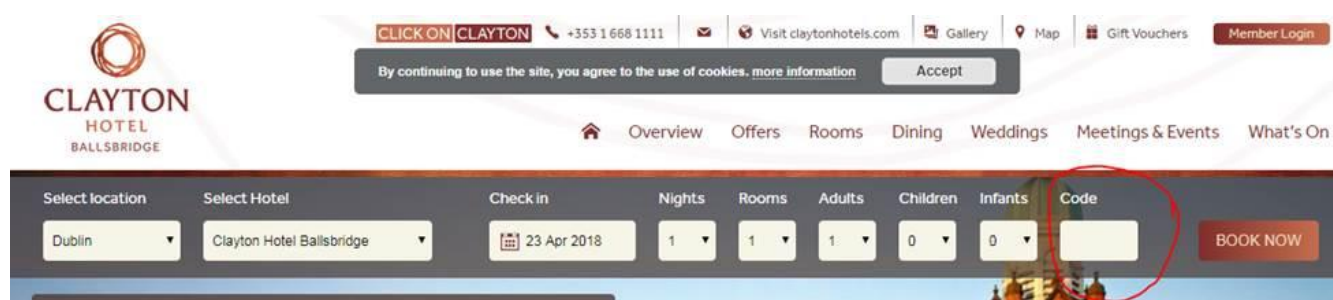 CLICK ON CLAYTON +353 1 668 1111 Visit claytonhotels.com Gallery Map Gift Vouchers Member Login
By continuing to use the site, you agree to the use of cookies. more information Accept
CLAYTON
HOTEL
BALLSBRIDGE
Overview Offers Rooms Dining Weddings Meetings & Events What's On
Select location Select Hotel Check in Nights Rooms Adults Children Infants Code
Dublin Clayton Hotel Ballsbridge 23 Apr 2018 1 1 1 0 0 BOOK NOW